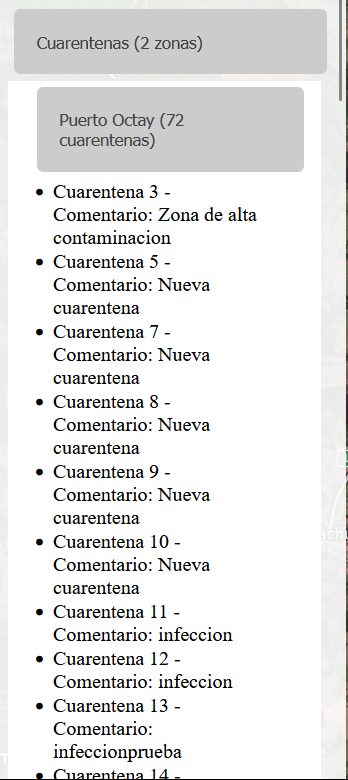 Cuarentenas (2 zonas)
Puerto Octay (72
cuarentenas)
Cuarentena 3 -
Comentario: Zona de alta
contaminacion
Cuarentena 5 -
Comentario: Nueva
cuarentena
Cuarentena 7 -
Comentario: Nueva
cuarentena
Cuarentena 8 -
Comentario: Nueva
cuarentena
Cuarentena 9 -
Comentario: Nueva
cuarentena
Cuarentena 10 -
Comentario: Nueva
cuarentena
Cuarentena 11 -
Comentario: infeccion
Cuarentena 12 -
Comentario: infeccion
Cuarentena 13 -
Comentario:
infeccionprueba
Cuarentena 14 -